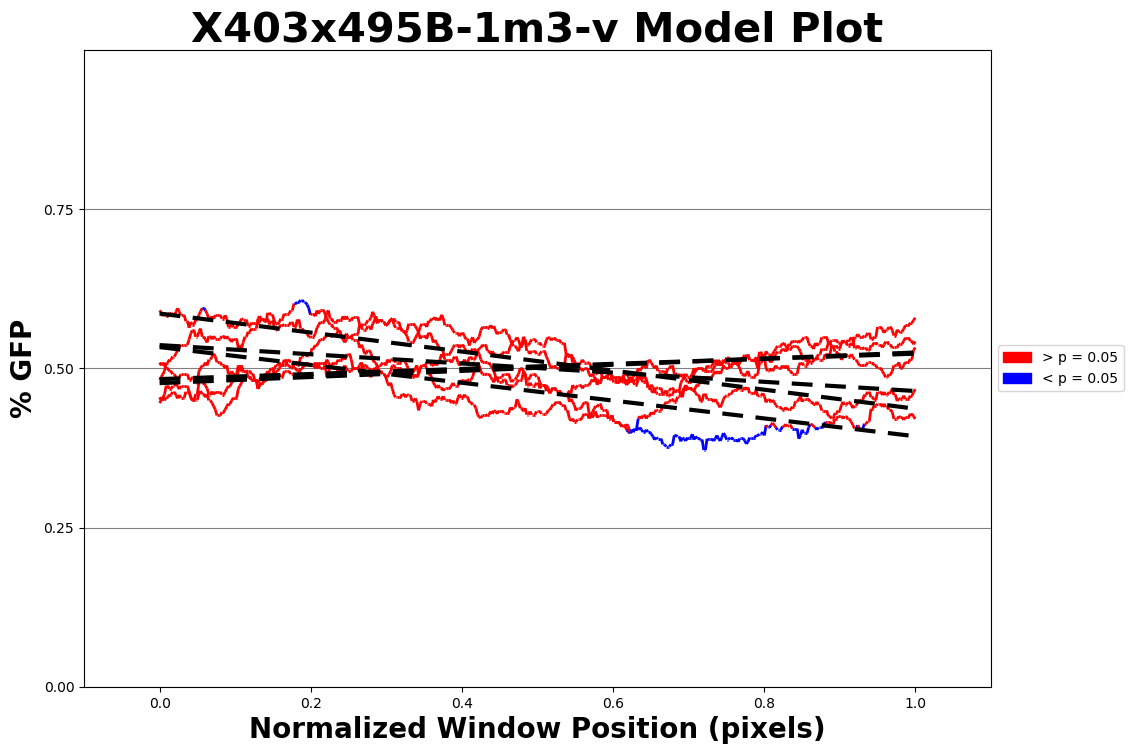 X403x495B-1m3-v Model Plot
% GFP
0.75
0.50
0.25
0.00
0.0 0.2 0.4 0.6 0.8 1.0
Normalized Window Position (pixels)
> p = 0.05
< p = 0.05